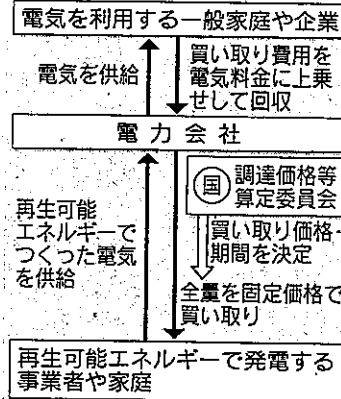 電気を利用する一般家庭や企業
電気を供給
買い取り費用を
電気料金に上乗
せして回収
電力会社
国
調達価格等
算定委員会
再生可能
エネルギーで
つくった電気
を供給
買い取り価格・
期間を決定
全量を固定価格で
買い取り
再生可能エネルギーで発電する
事業者や家庭